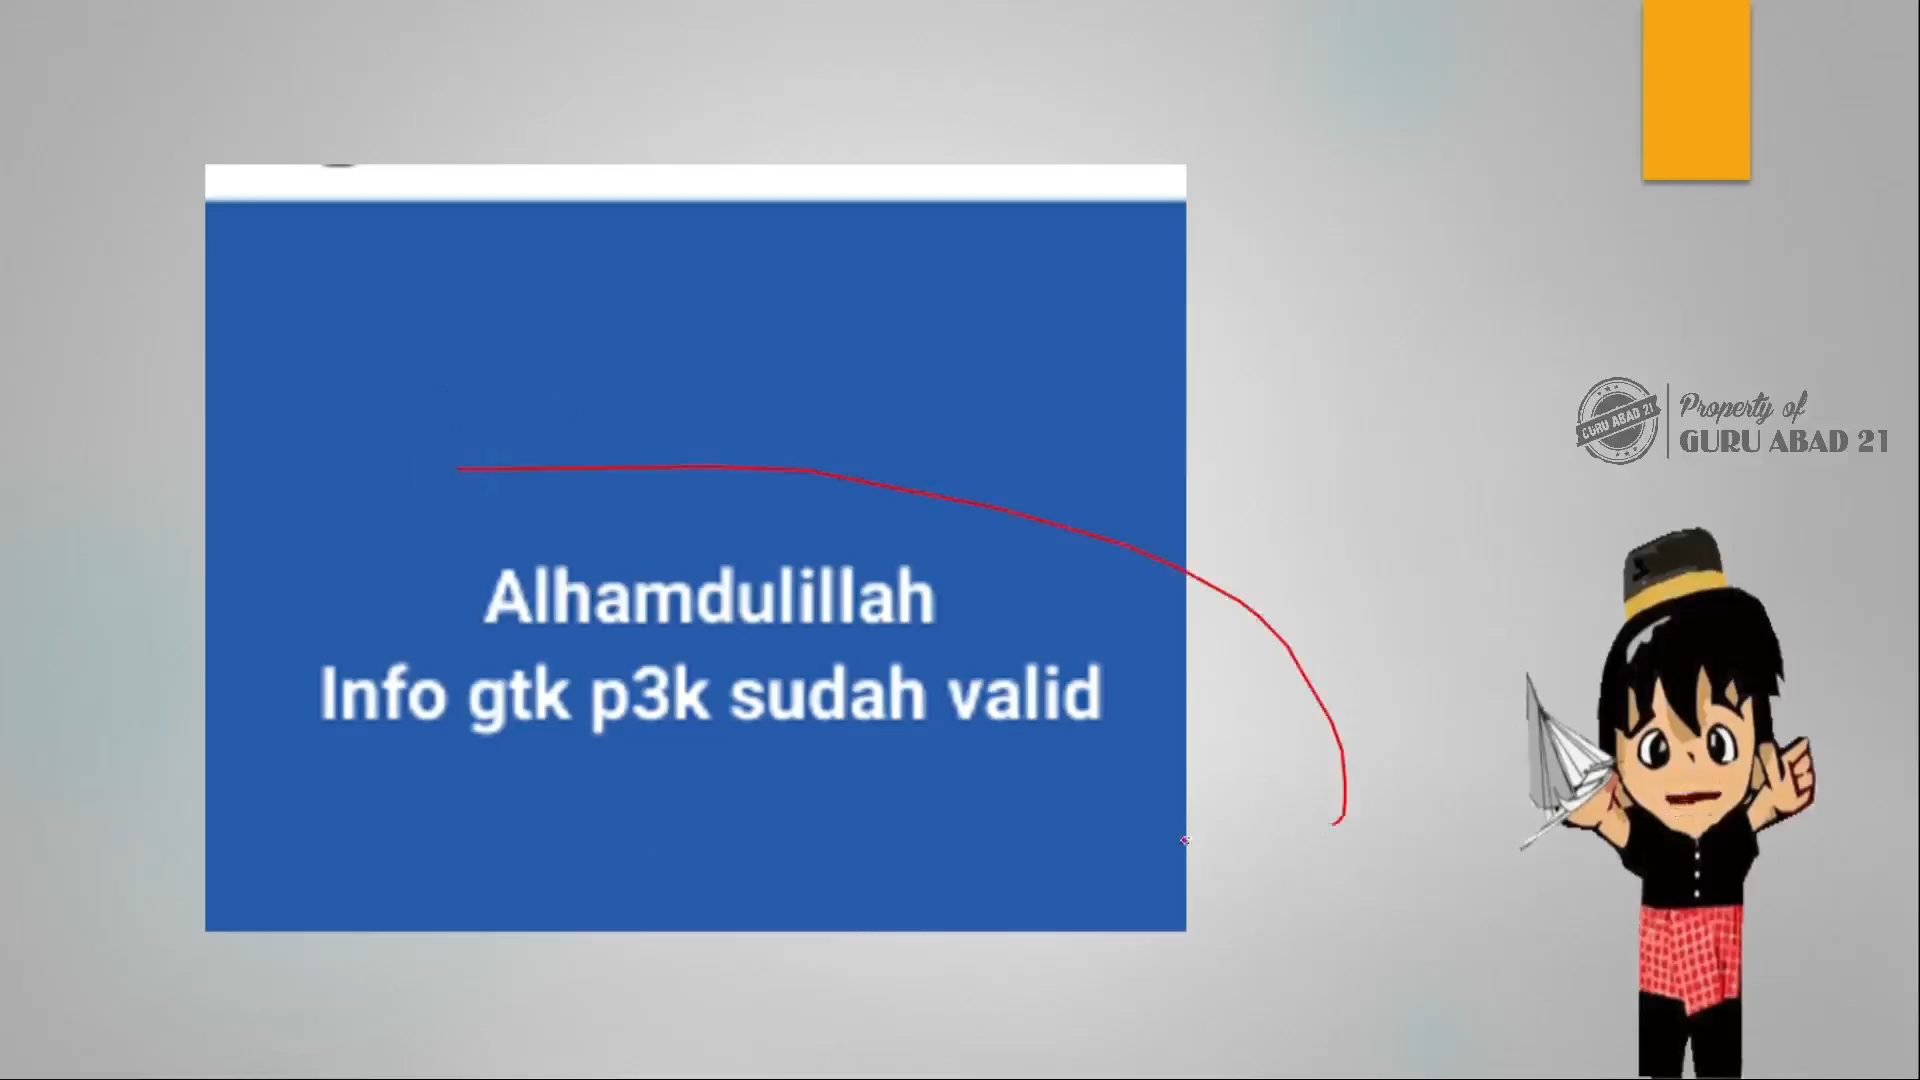 Alhamdulillah
Info gtk p3k sudah valid
GURU ABAD 21
Property of
GURU ABAD 21